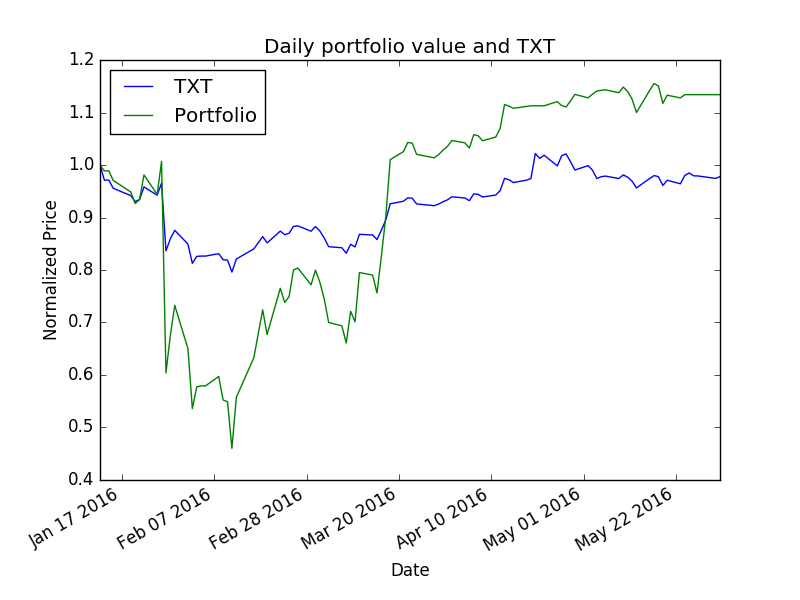 Daily portfolio value and TXT
TXT
Portfolio
1.2
1.1
1.0
0.9
0.8
0.7
0.6
0.5
0.4
Normalized Price
Jan 17 2016
Feb 07 2016
Feb 28 2016
Mar 20 2016
Apr 10 2016
May 01 2016
May 22 2016
Date